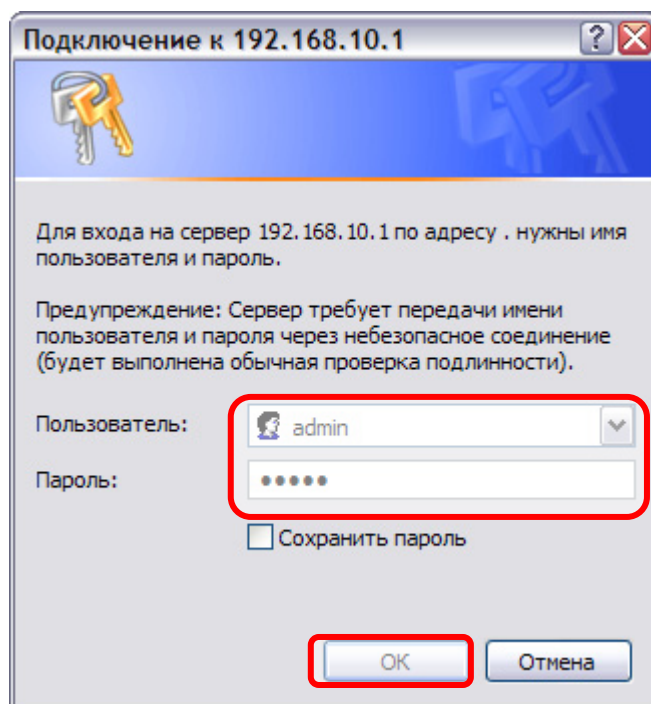 Подключение к 192.168.10.1
Для входа на сервер 192.168.10.1 по адресу . нужны имя
пользователя и пароль.
Предупреждение: Сервер требует передачи имени
пользователя и пароля через небезопасное соединение
(будет выполнена обычная проверка подлинности).
Пользователь: admin
Пароль: •••••
Сохранить пароль
ОК Отмена